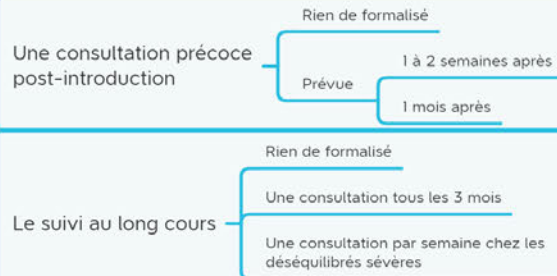 Rien de formalisé
Une consultation précoce
post-introduction
1 à 2 semaines après
Prévue
1 mois après
Rien de formalisé
Une consultation tous les 3 mois
Le suivi au long cours
Une consultation par semaine chez les
déséquilibrés sévères